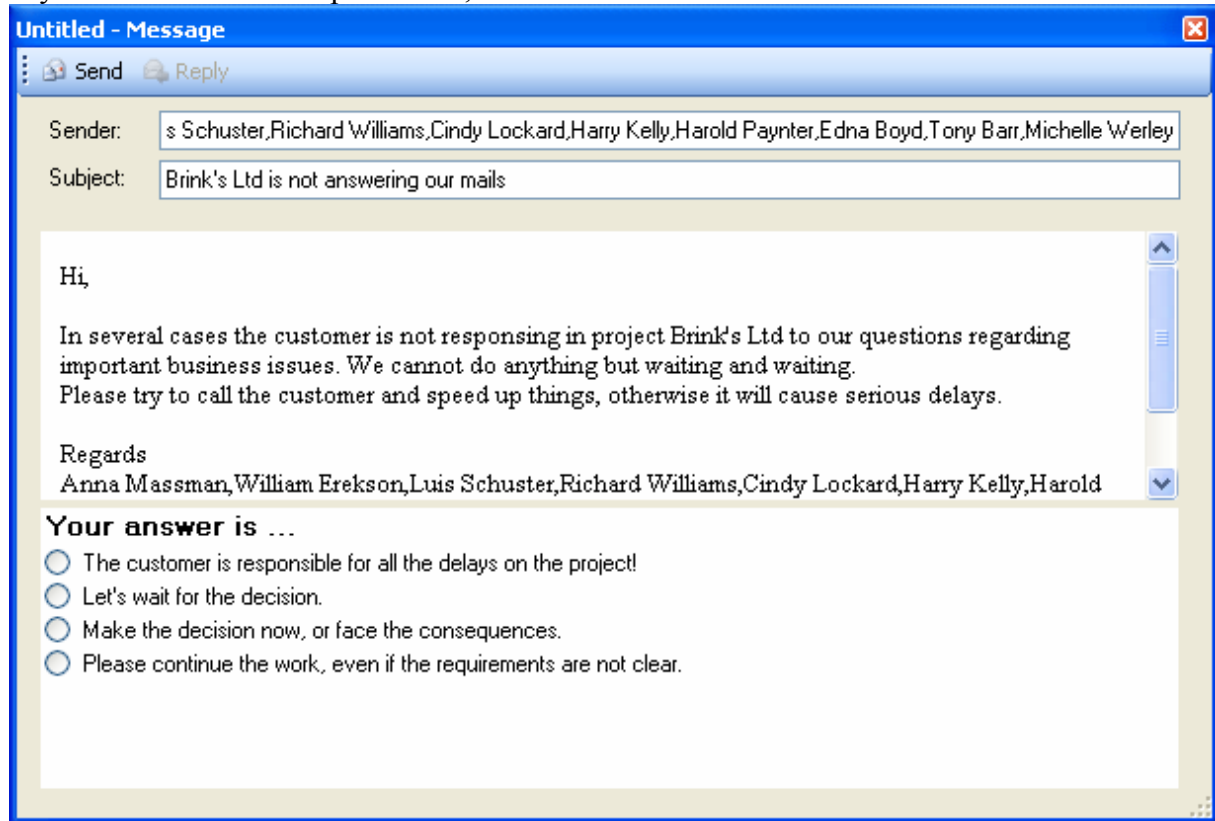 Untitled - Message
Send Reply
Sender: s Schuster,Richard Williams,Cindy Lockard,Harry Kelly,Harold Paynter,Edna Boyd,Tony Barr,Michelle Werley
Subject: Brink's Ltd is not answering our mails
Hi,
In several cases the customer is not responsing in project Brink's Ltd to our questions regarding
important business issues. We cannot do anything but waiting and waiting.
Please try to call the customer and speed up things, otherwise it will cause serious delays.
Regards
Anna Massman,William Erekson,Luis Schuster,Richard Williams,Cindy Lockard,Harry Kelly,Harold
Your answer is ...
The customer is responsible for all the delays on the project!
Let's wait for the decision.
Make the decision now, or face the consequences.
Please continue the work, even if the requirements are not clear.